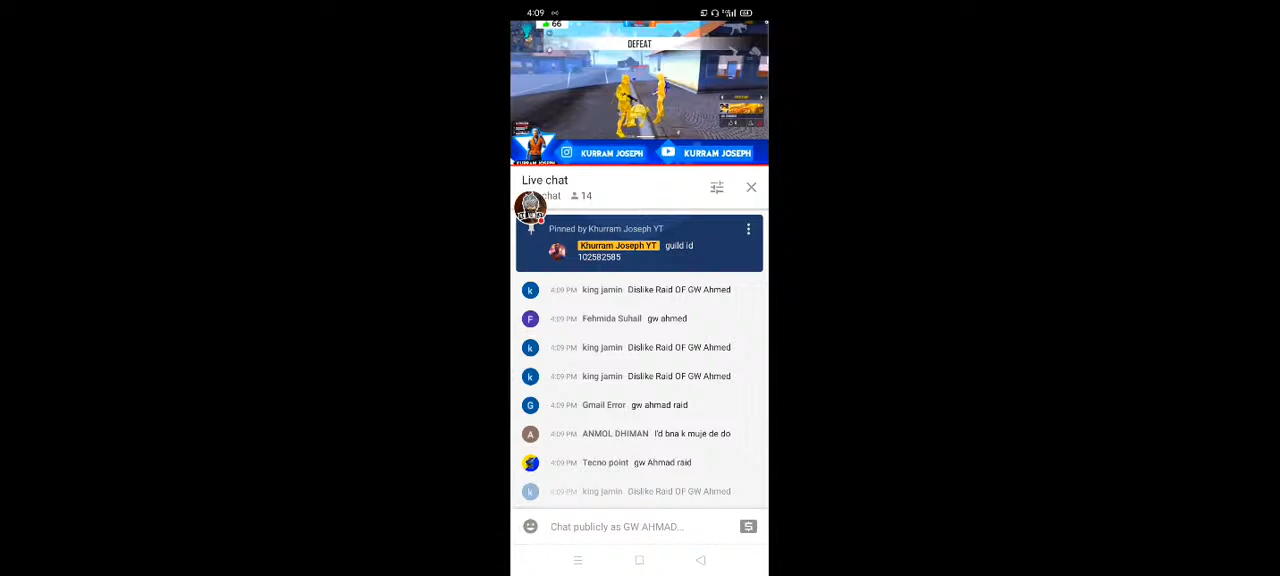 4:09
66
DEFEAT
KURRAM JOSEPH KURRAM JOSEPH
Live chat
chat 14
Pinned by Khurram Joseph YT
Khurram Joseph YT guild id
102582585
k 4:09 PM king jamin Dislike Raid OF GW Ahmed
F 4:09 PM Fehmida Suhail gw ahmed
k 4:09 PM king jamin Dislike Raid OF GW Ahmed
k 4:09 PM king jamin Dislike Raid OF GW Ahmed
G 4:09 PM Gmail Error gw ahmad raid
A 4:09 PM ANMOL DHIMAN I'd bna k muje de do
4:09 PM Tecno point gw Ahmad raid
k 4:09 PM king jamin Dislike Raid OF GW Ahmed
Chat publicly as GW AHMAD...